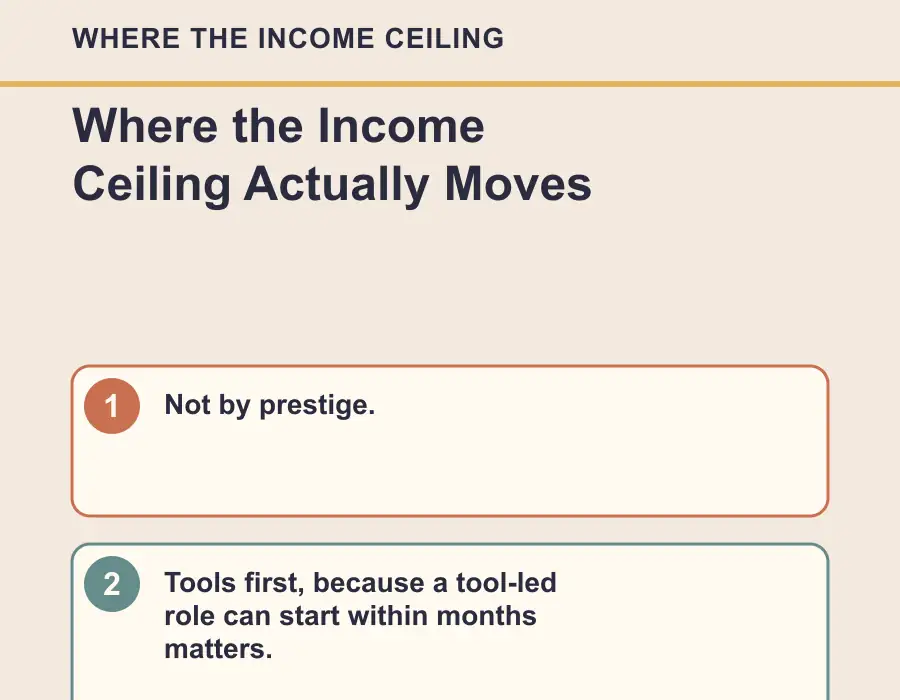 WHERE THE INCOME CEILING
Where the Income
Ceiling Actually Moves
1
Not by prestige.
2
Tools first, because a tool-led
role can start within months
matters.